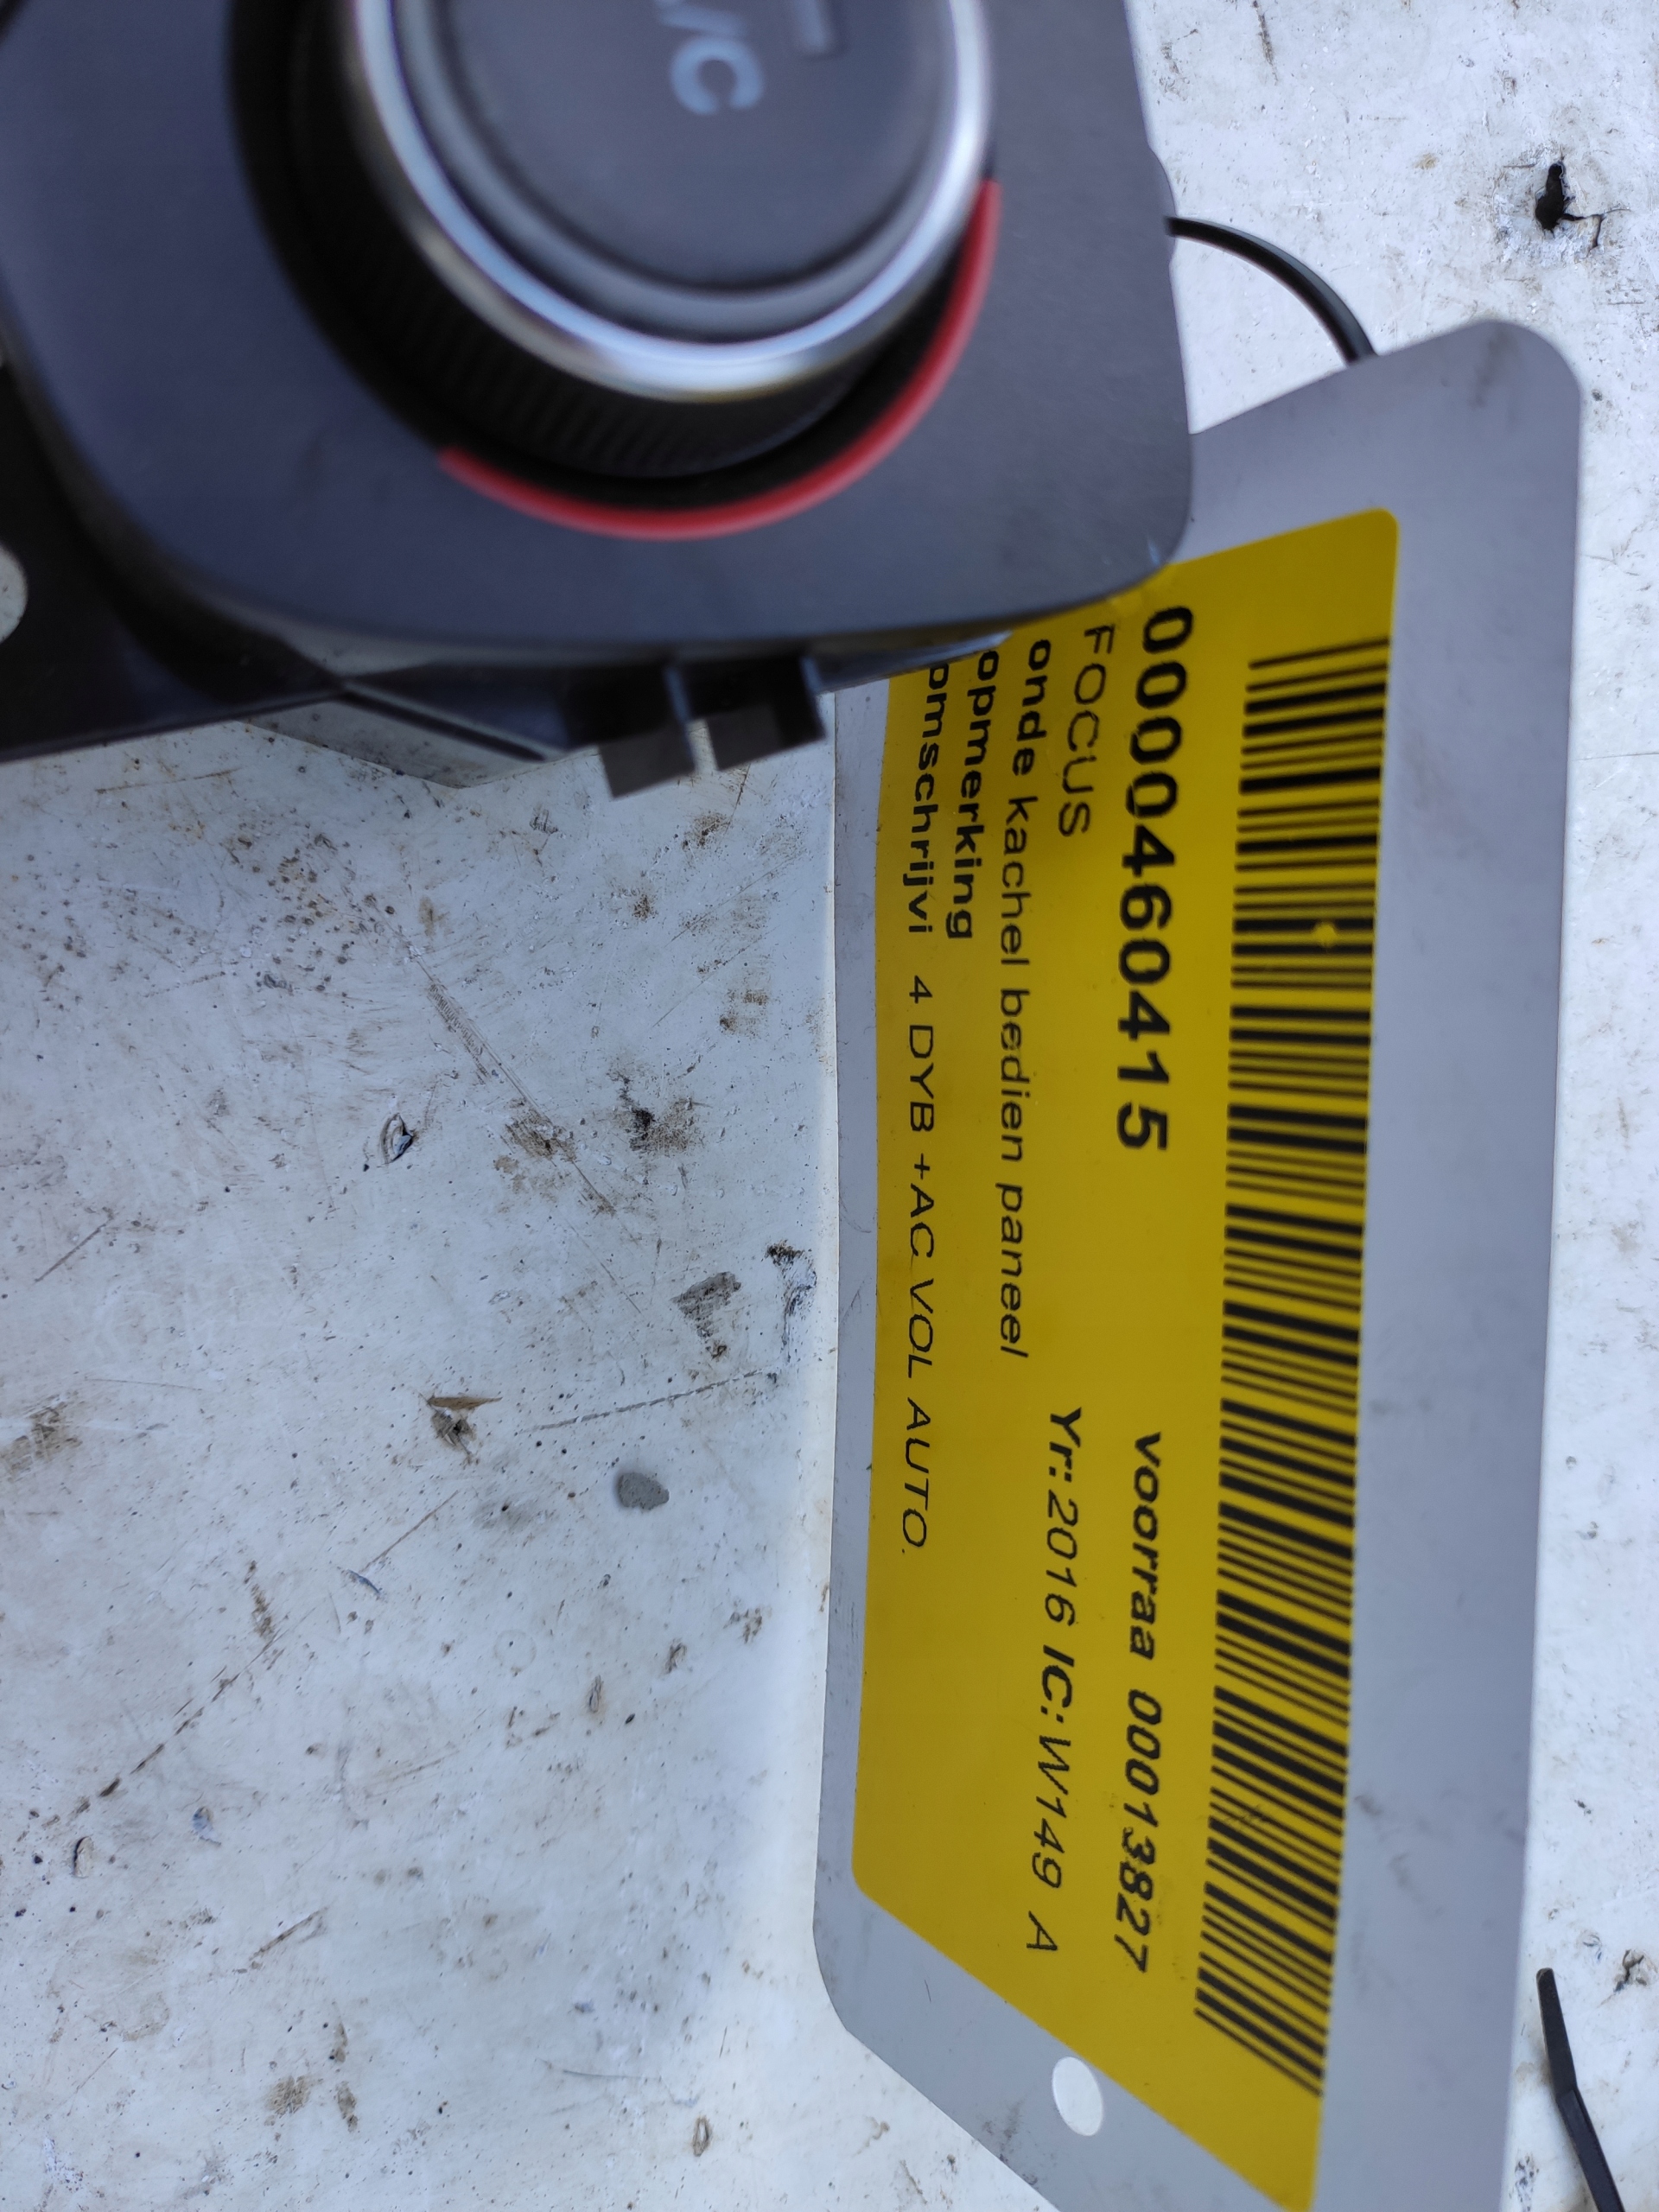 /C
0000460415 voorraa 00013827
FOCUS Yr: 2016 IC: W149 A
onde kachel bedien paneel
opmerking
omschrijvi 4 DYB +AC VOL AUTO.